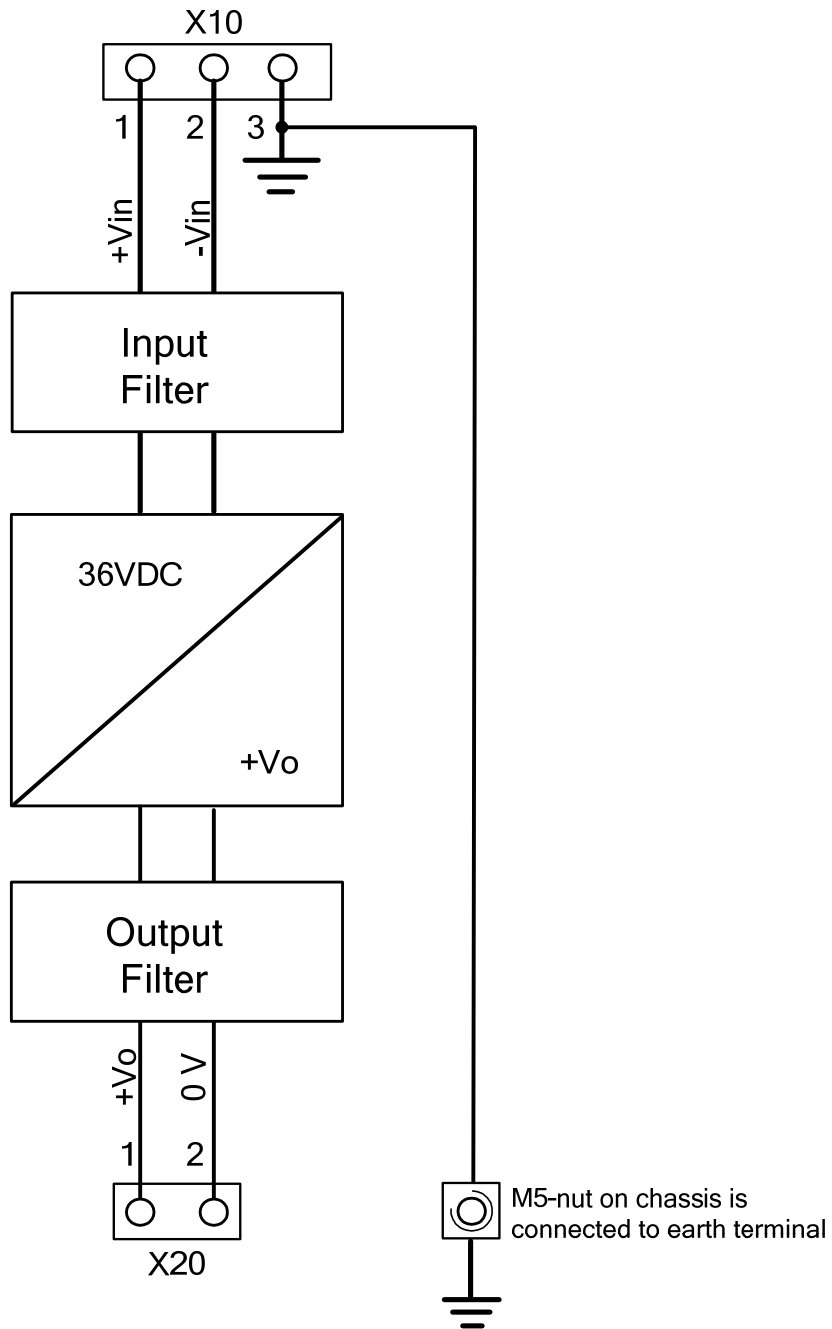 X10
1
2
3
+Vin
-Vin
Input
Filter
36VDC
+Vo
Output
Filter
+Vo
0 V
1
2
X20
M5-nut on chassis is
connected to earth terminal